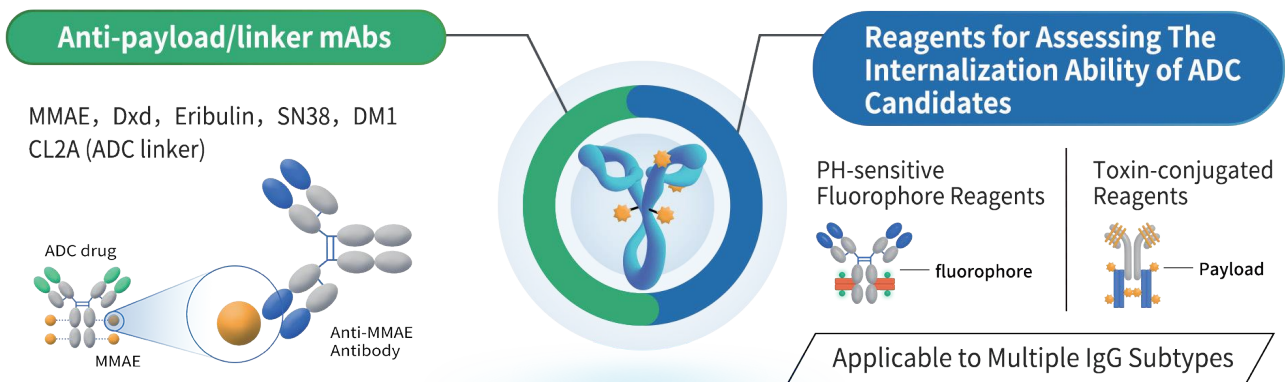 Anti-payload/linker mAbs
MMAE，Dxd，Eribulin，SN38，DM1
CL2A (ADC linker)
ADC drug
MMAE
Anti-MMAE
Antibody
Reagents for Assessing The
Internalization Ability of ADC
Candidates
PH-sensitive
Fluorophore Reagents
fluorophore
Toxin-conjugated
Reagents
Payload
Applicable to Multiple IgG Subtypes